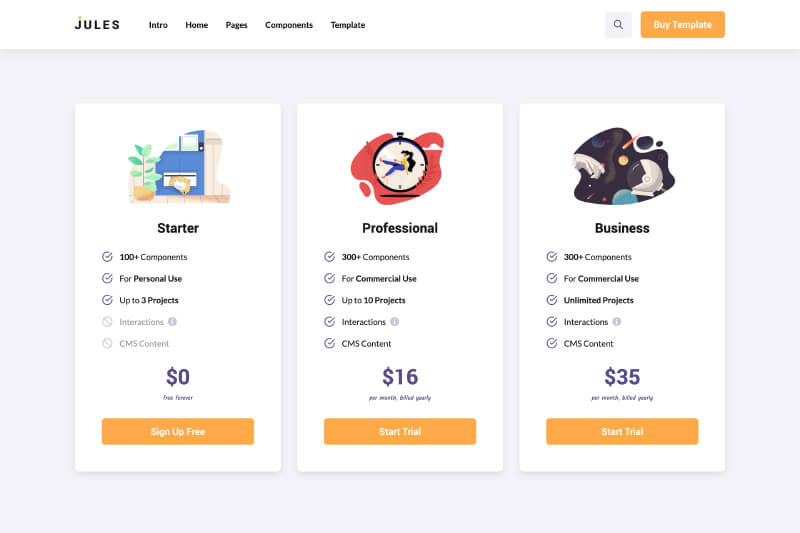 JULES Intro Home Pages Components Template Buy Template
Starter
100+ Components
For Personal Use
Up to 3 Projects
Interactions
CMS Content
$0
free forever
Sign Up Free
Professional
300+ Components
For Commercial Use
Up to 10 Projects
Interactions
CMS Content
$16
per month, billed yearly
Start Trial
Business
300+ Components
For Commercial Use
Unlimited Projects
Interactions
CMS Content
$35
per month, billed yearly
Start Trial